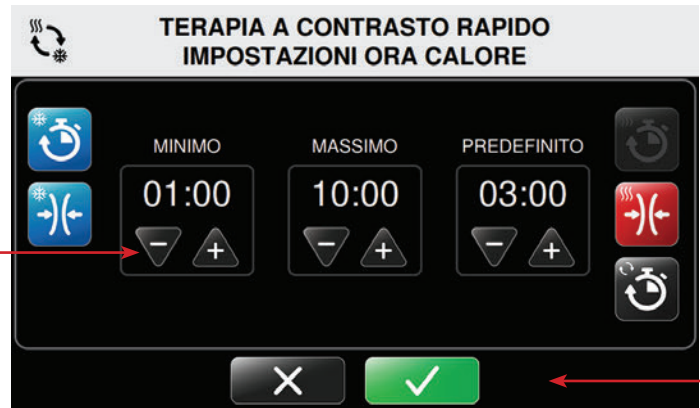 TERAPIA A CONTRASTO RAPIDO
IMPOSTAZIONI ORA CALORE
MINIMO MASSIMO PREDEFINITO
01:00 10:00 03:00